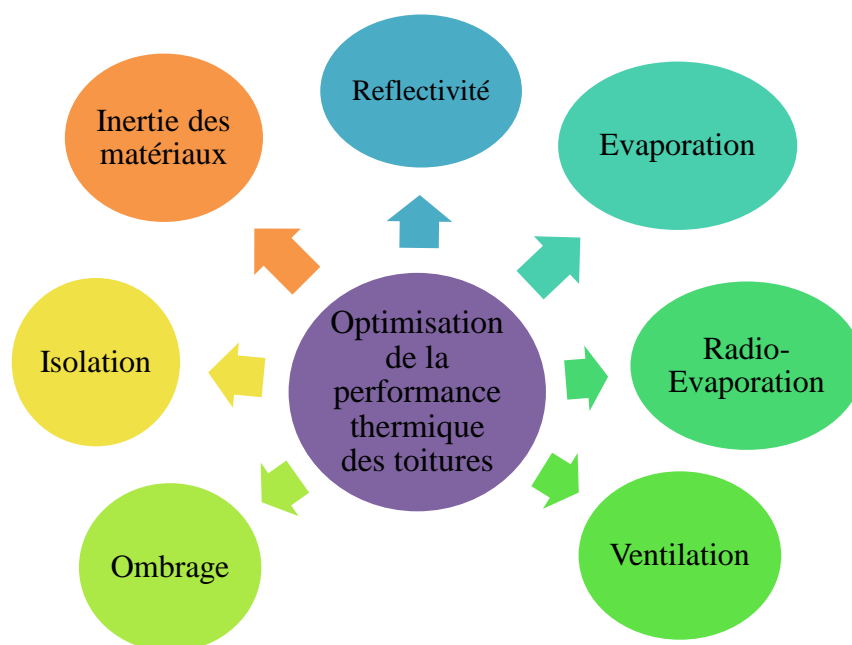 Reflectivité
Inertie des
matériaux
Evaporation
Optimisation
de la
performance
thermique
des toitures
Isolation
Radio-
Evaporation
Ombrage
Ventilation